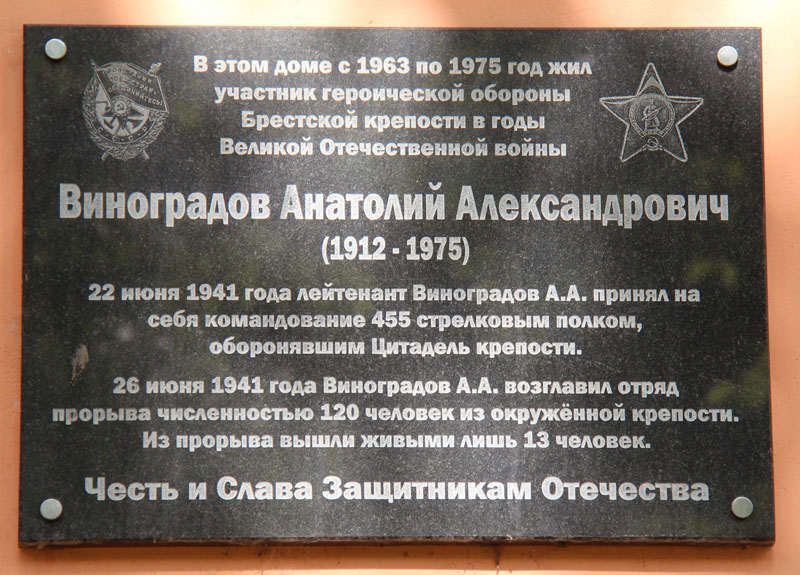 В этом доме с 1963 по 1975 год жил
участник героической обороны
Брестской крепости в годы
Великой Отечественной войны
Виноградов Анатолий Александрович
(1912 - 1975)
22 июня 1941 года лейтенант Виноградов А.А. принял на
себя командование 455 стрелковым полком,
оборонявшим Цитадель крепости.
26 июня 1941 года Виноградов А.А. возглавил отряд
прорыва численностью 120 человек из окружённой крепости.
Из прорыва вышли живыми лишь 13 человек.
Честь и Слава Защитникам Отечества